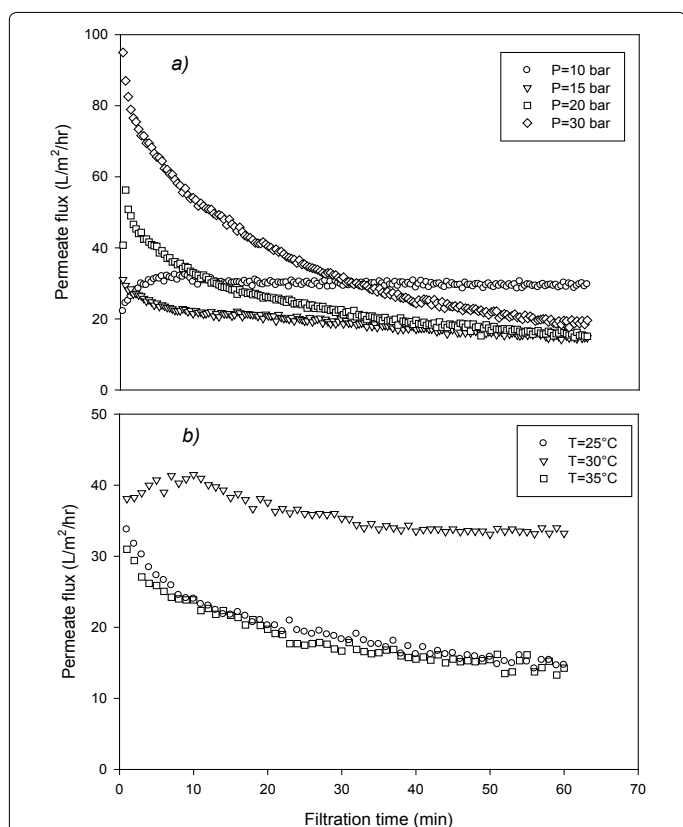 a)
P=10 bar
P=15 bar
P=20 bar
P=30 bar
Permeate flux (L/m²/hr)
100
80
60
40
20
0
b)
T=25°C
T=30°C
T=35°C
Permeate flux (L/m²/hr)
50
40
30
20
10
0
0 10 20 30 40 50 60 70
Filtration time (min)